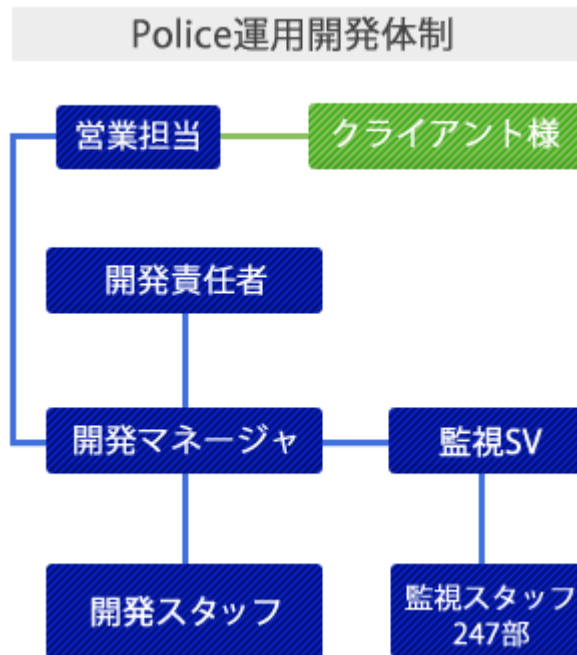 Police運用開発体制
営業担当
クライアント様
開発責任者
開発マネージャ
監視SV
開発スタッフ
監視スタッフ
247部